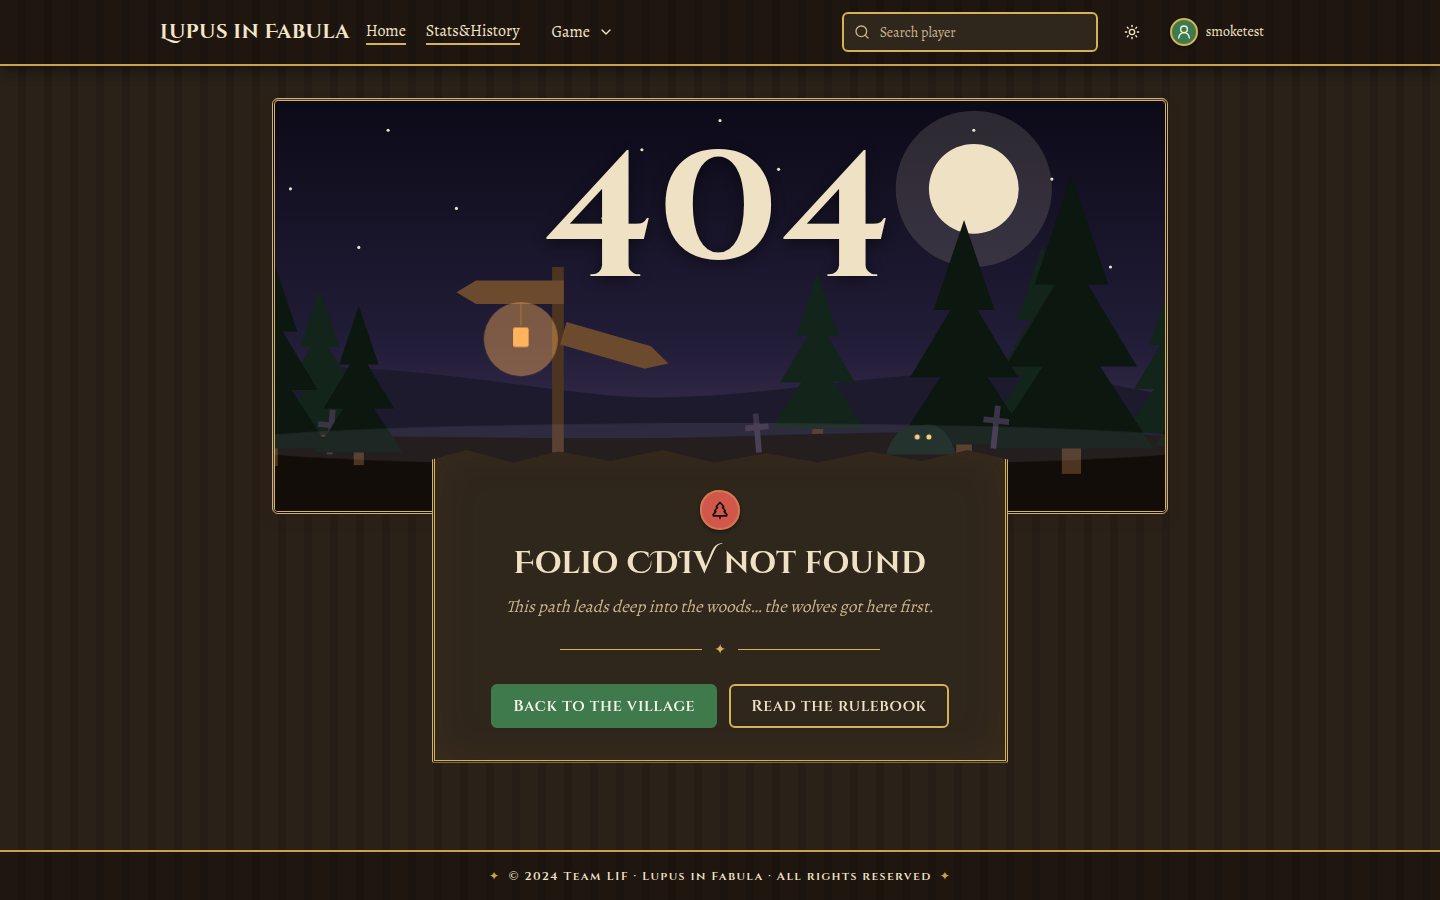 Lupus in Fabula
Home
Stats&History
Game
Search player
smoketest
404
Folio CDIV not found
This path leads deep into the woods... the wolves got here first.
Back to the village
Read the rulebook
© 2024 Team LIF · Lupus in Fabula · All rights reserved